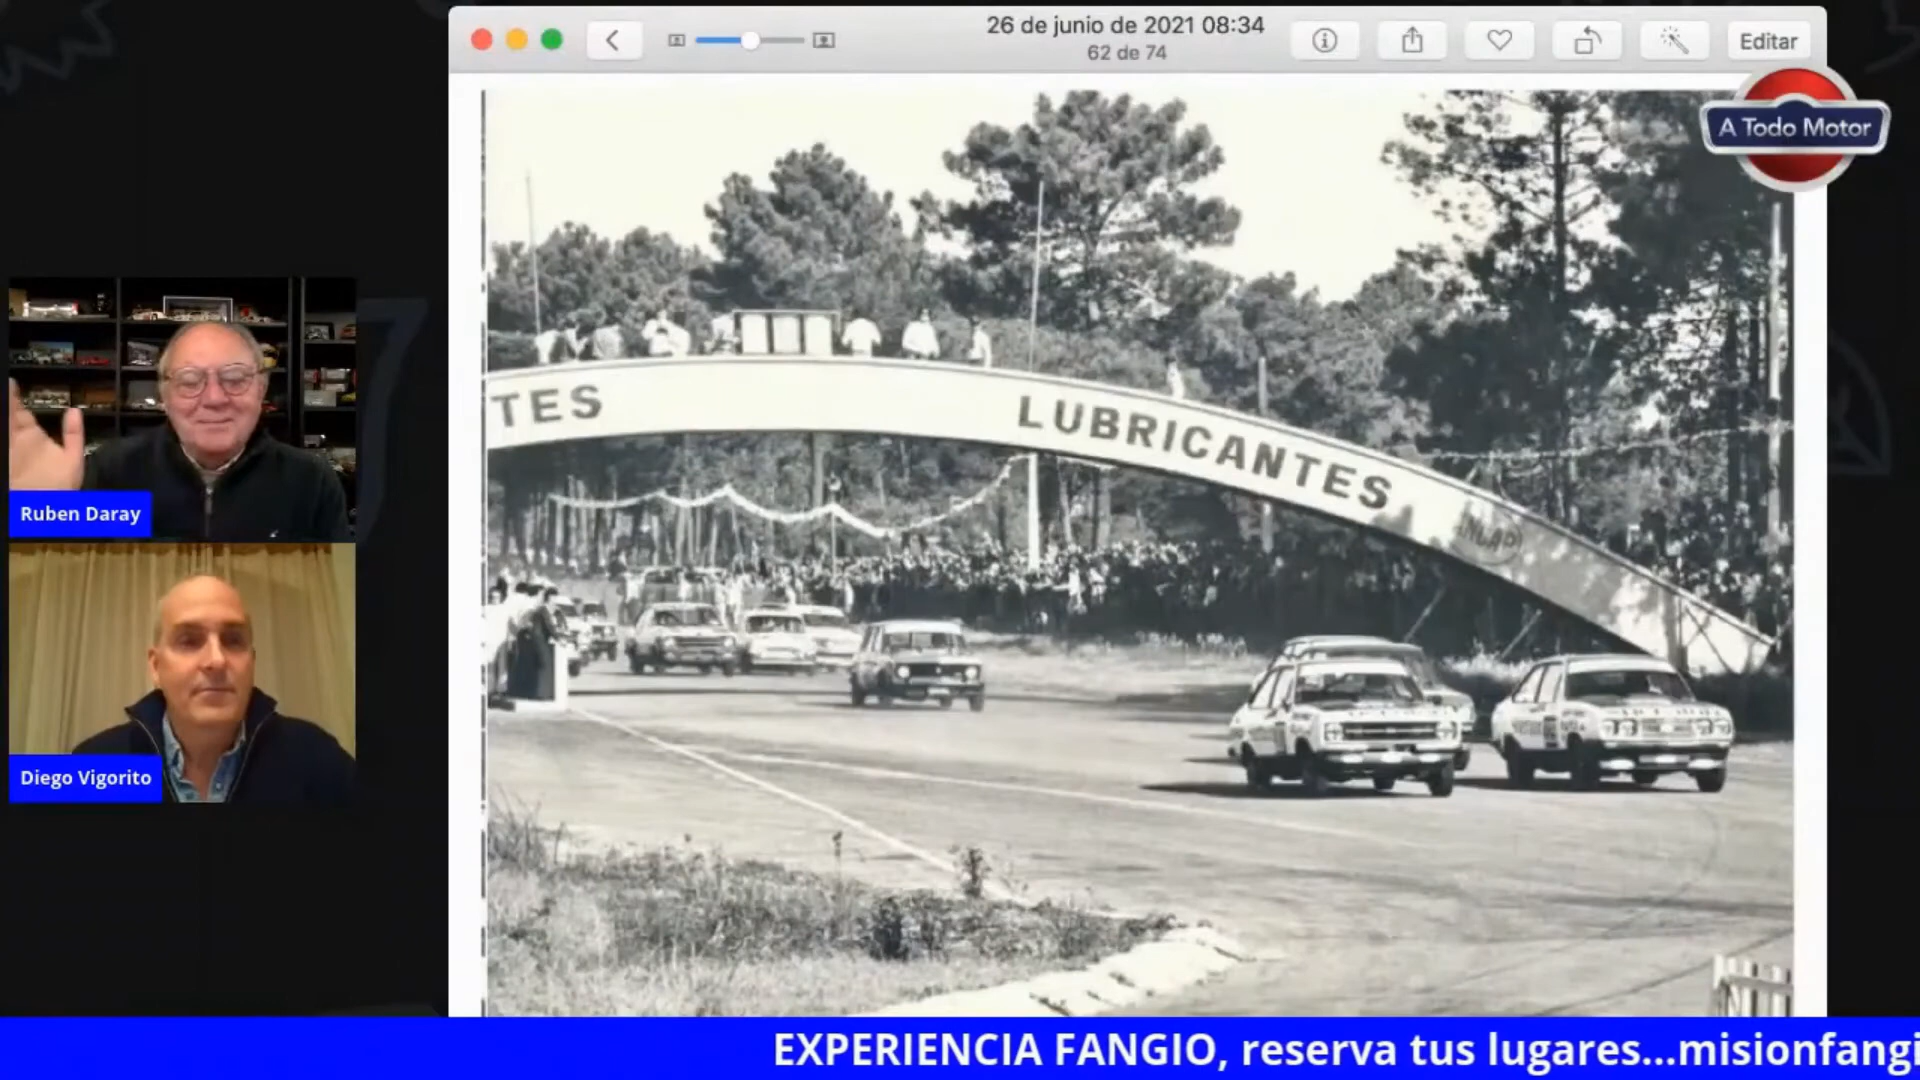 26 de junio de 2021 08:34
62 de 74
Editar
A Todo Motor
TES
LUBRICANTES
Ruben Daray
Diego Vigorito
EXPERIENCIA FANGIO, reserva tus lugares...misionfangi